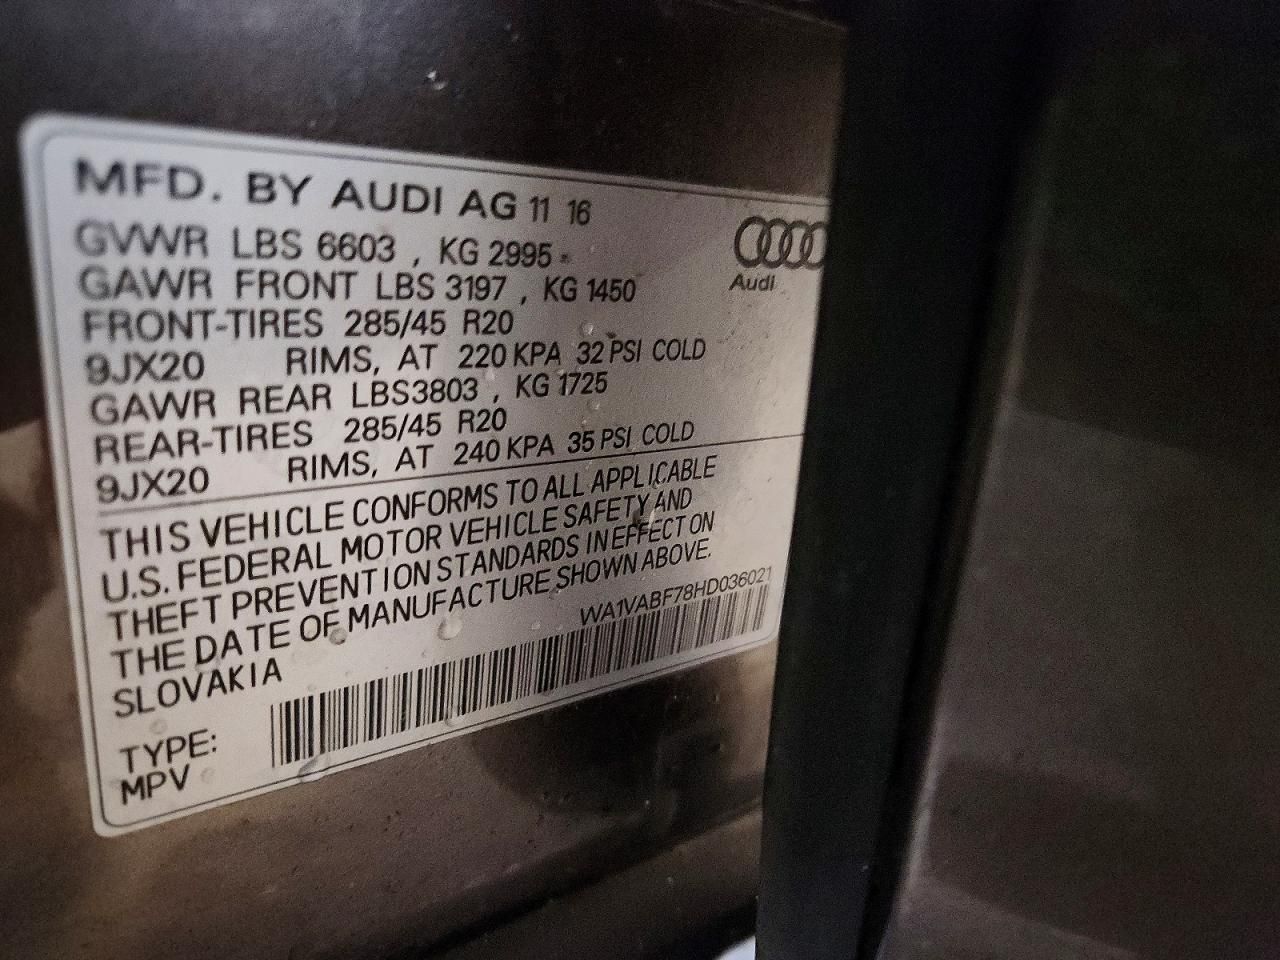 MFD. BY AUDI AG 11 16
GVWR LBS 6603 , KG 2995
GAWR FRONT LBS 3197 , KG 1450
FRONT-TIRES 285/45 R20
9JX20 RIMS, AT 220 KPA 32 PSI COLD
GAWR REAR LBS3803 , KG 1725
REAR-TIRES 285/45 R20
9JX20 RIMS, AT 240 KPA 35 PSI COLD
Audi
THIS VEHICLE CONFORMS TO ALL APPLICABLE
U.S. FEDERAL MOTOR VEHICLE SAFETY AND
THEFT PREVENTION STANDARDS IN EFFECT ON
THE DATE OF MANUFACTURE SHOWN ABOVE.
SLOVAKIA
WA1VABF78HD036021
TYPE:
MPV